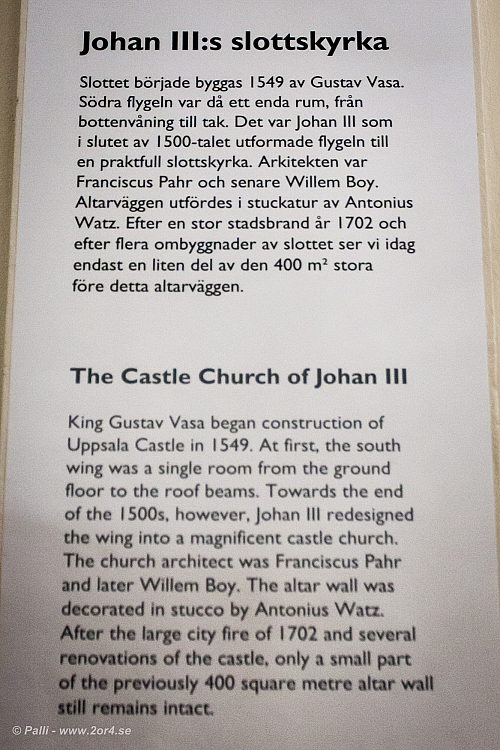 Johan III:s slottskyrka
Slottet började byggas 1549 av Gustav Vasa.
Södra flygeln var då ett enda rum, från
bottenvåning till tak. Det var Johan III som
i slutet av 1500-talet utformade flygeln till
en praktfull slottskyrka. Arkitekten var
Franciscus Pahr och senare Willem Boy.
Altarväggen utfördes i stuckatur av Antonius
Watz. Efter en stor stadsbrand år 1702 och
efter flera ombyggnader av slottet ser vi idag
endast en liten del av den 400 m² stora
före detta altarväggen.
The Castle Church of Johan III
King Gustav Vasa began construction of
Uppsala Castle in 1549. At first, the south
wing was a single room from the ground
floor to the roof beams. Towards the end
of the 1500s, however, Johan III redesigned
the wing into a magnificent castle church.
The church architect was Franciscus Pahr
and later Willem Boy. The altar wall was
decorated in stucco by Antonius Watz.
After the large city fire of 1702 and several
renovations of the castle, only a small part
of the previously 400 square metre altar wall
still remains intact.
© Palli - www.2or4.se